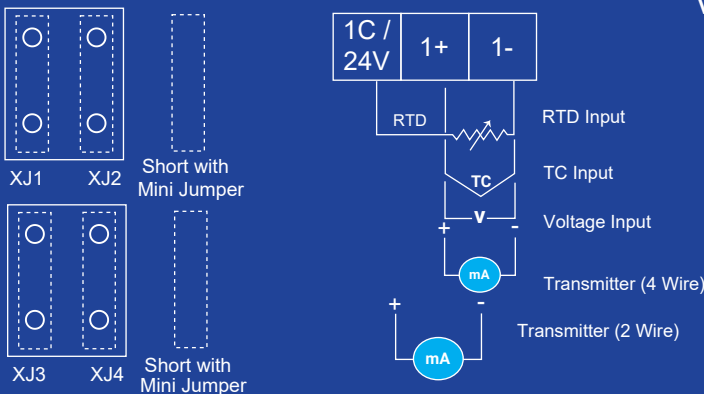 XJ1 XJ2
Short with
Mini Jumper
XJ3 XJ4
Short with
Mini Jumper
1C /
24V
1+ 1-
RTD
RTD Input
TC
TC Input
+ V -
Voltage Input
mA
Transmitter (4 Wire)
+ -
Transmitter (2 Wire)
mA